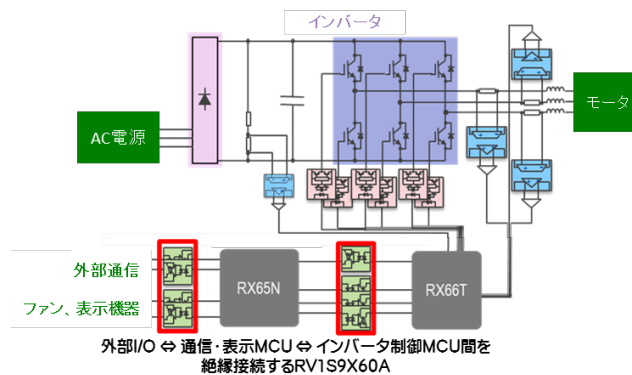 インバータ
AC電源
モータ
外部通信
ファン、表示機器
RX65N
RX66T
外部I/O ⇔ 通信・表示MCU ⇔ インバータ制御MCU間を
絶縁接続するRV1S9X60A